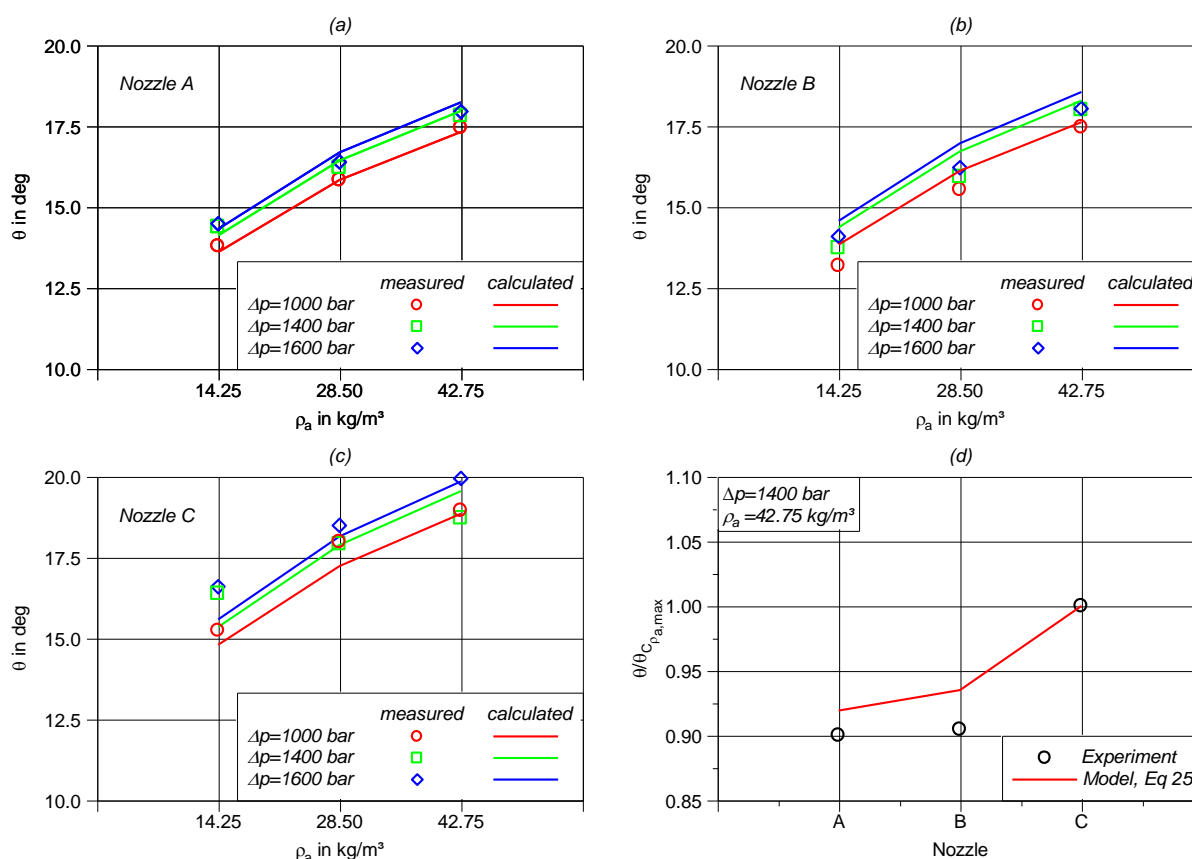 (a)
20.0
17.5
15.0
12.5
10.0
θ in deg
Nozzle A
measured calculated
Δp=1000 bar
Δp=1400 bar
Δp=1600 bar
14.25 28.50 42.75
ρa in kg/m³
(b)
20.0
17.5
15.0
12.5
10.0
θ in deg
Nozzle B
measured calculated
Δp=1000 bar
Δp=1400 bar
Δp=1600 bar
14.25 28.50 42.75
ρa in kg/m³
(c)
20.0
17.5
15.0
12.5
10.0
θ in deg
Nozzle C
measured calculated
Δp=1000 bar
Δp=1400 bar
Δp=1600 bar
14.25 28.50 42.75
ρa in kg/m³
(d)
1.10
1.05
1.00
0.95
0.90
0.85
θ/θC ρa,max
Δp=1400 bar
ρa =42.75 kg/m³
Experiment
Model, Eq 25
A B C
Nozzle